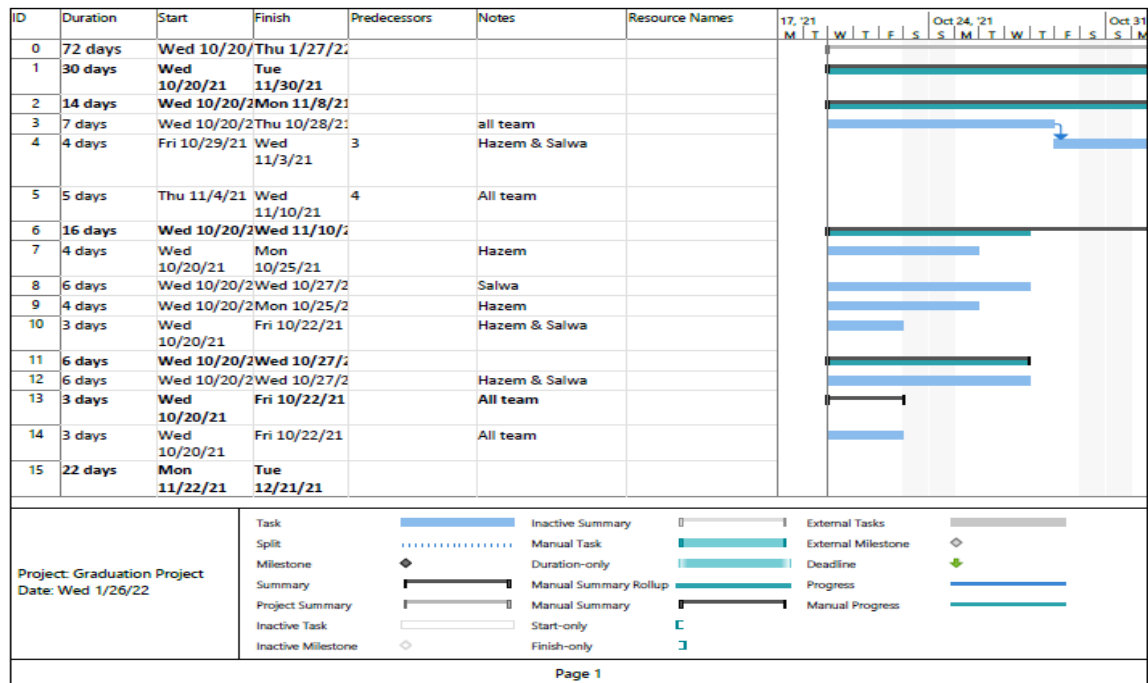 ID Duration Start Finish Predecessors Notes Resource Names 17, '21 Oct 24, '21 Oct 31
M T W T F S S M T W T F S S M
0 72 days Wed 10/20/ Thu 1/27/22
1 30 days Wed Tue
10/20/21 11/30/21
2 14 days Wed 10/20/2 Mon 11/8/21
3 7 days Wed 10/20/2 Thu 10/28/21 all team
4 4 days Fri 10/29/21 Wed 3 Hazem & Salwa
11/3/21
5 5 days Thu 11/4/21 Wed 4 All team
11/10/21
6 16 days Wed 10/20/2 Wed 11/10/2
7 4 days Wed Mon Hazem
10/20/21 10/25/21
8 6 days Wed 10/20/2 Wed 10/27/2 Salwa
9 4 days Wed 10/20/2 Mon 10/25/2 Hazem
10 3 days Wed Fri 10/22/21 Hazem & Salwa
10/20/21
11 6 days Wed 10/20/2 Wed 10/27/2
12 6 days Wed 10/20/2 Wed 10/27/2 Hazem & Salwa
13 3 days Wed Fri 10/22/21 All team
10/20/21
14 3 days Wed Fri 10/22/21 All team
10/20/21
15 22 days Mon Tue
11/22/21 12/21/21
Project: Graduation Project
Date: Wed 1/26/22
Task Inactive Summary External Tasks
Split Manual Task External Milestone
Milestone Duration-only Deadline
Summary Manual Summary Rollup Progress
Project Summary Manual Summary Manual Progress
Inactive Task Start-only
Inactive Milestone Finish-only
Page 1